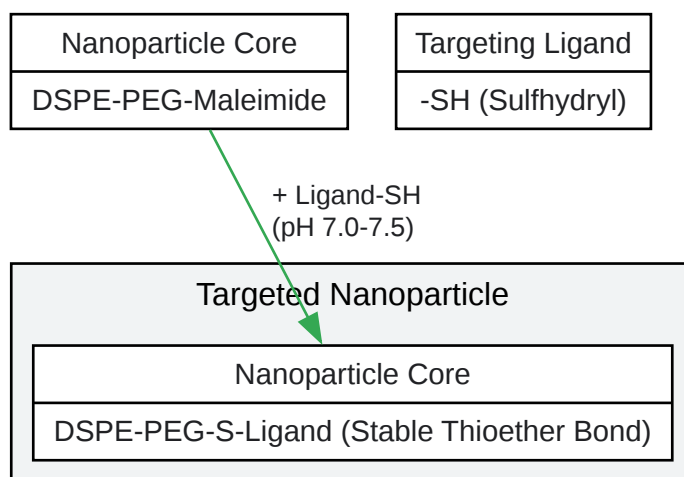 Nanoparticle Core
DSPE-PEG-Maleimide
Targeting Ligand
-SH (Sulfhydryl)
+ Ligand-SH
(pH 7.0-7.5)
Targeted Nanoparticle
Nanoparticle Core
DSPE-PEG-S-Ligand (Stable Thioether Bond)